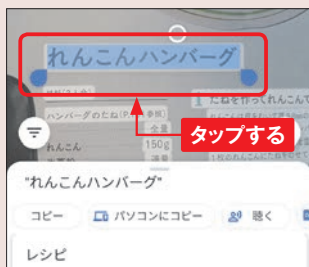 れんこんハンバーグ
ハンバーグのたね(P. 参照)
全量
れんこん
150g
適量
1 たねを作ってれんこんで
タップする
"れんこんハンバーグ"
コピー
パソコンにコピー
聴く
レシピ